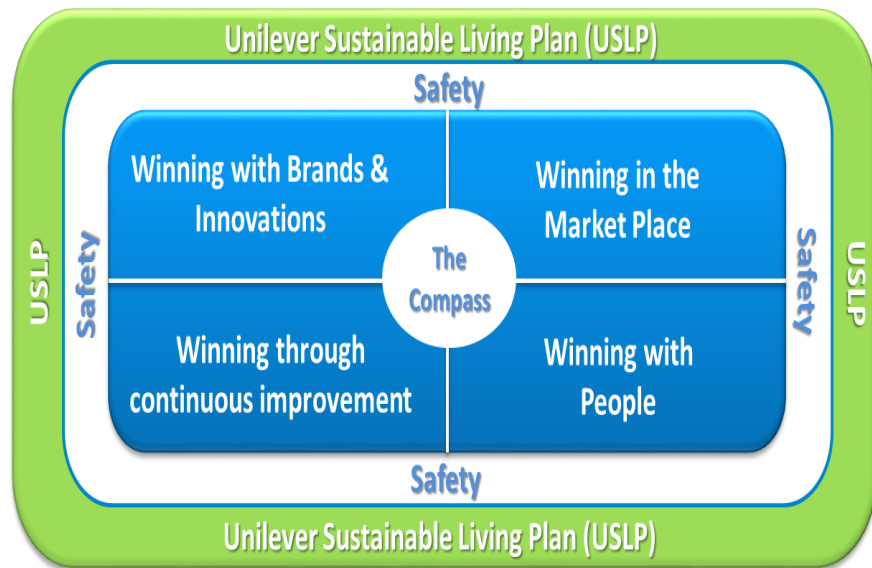 Unilever Sustainable Living Plan (USLP)
Safety
Winning with Brands &
Innovations
Winning in the
Market Place
USLP
Safety
The
Compass
Safety
USLP
Winning through
continuous improvement
Winning with
People
Safety
Unilever Sustainable Living Plan (USLP)